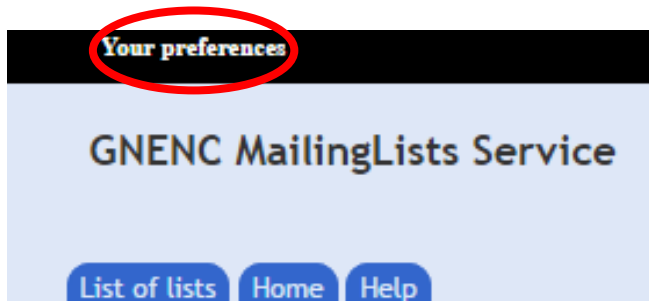 Your preferences
GNENC MailingLists Service
List of lists Home Help